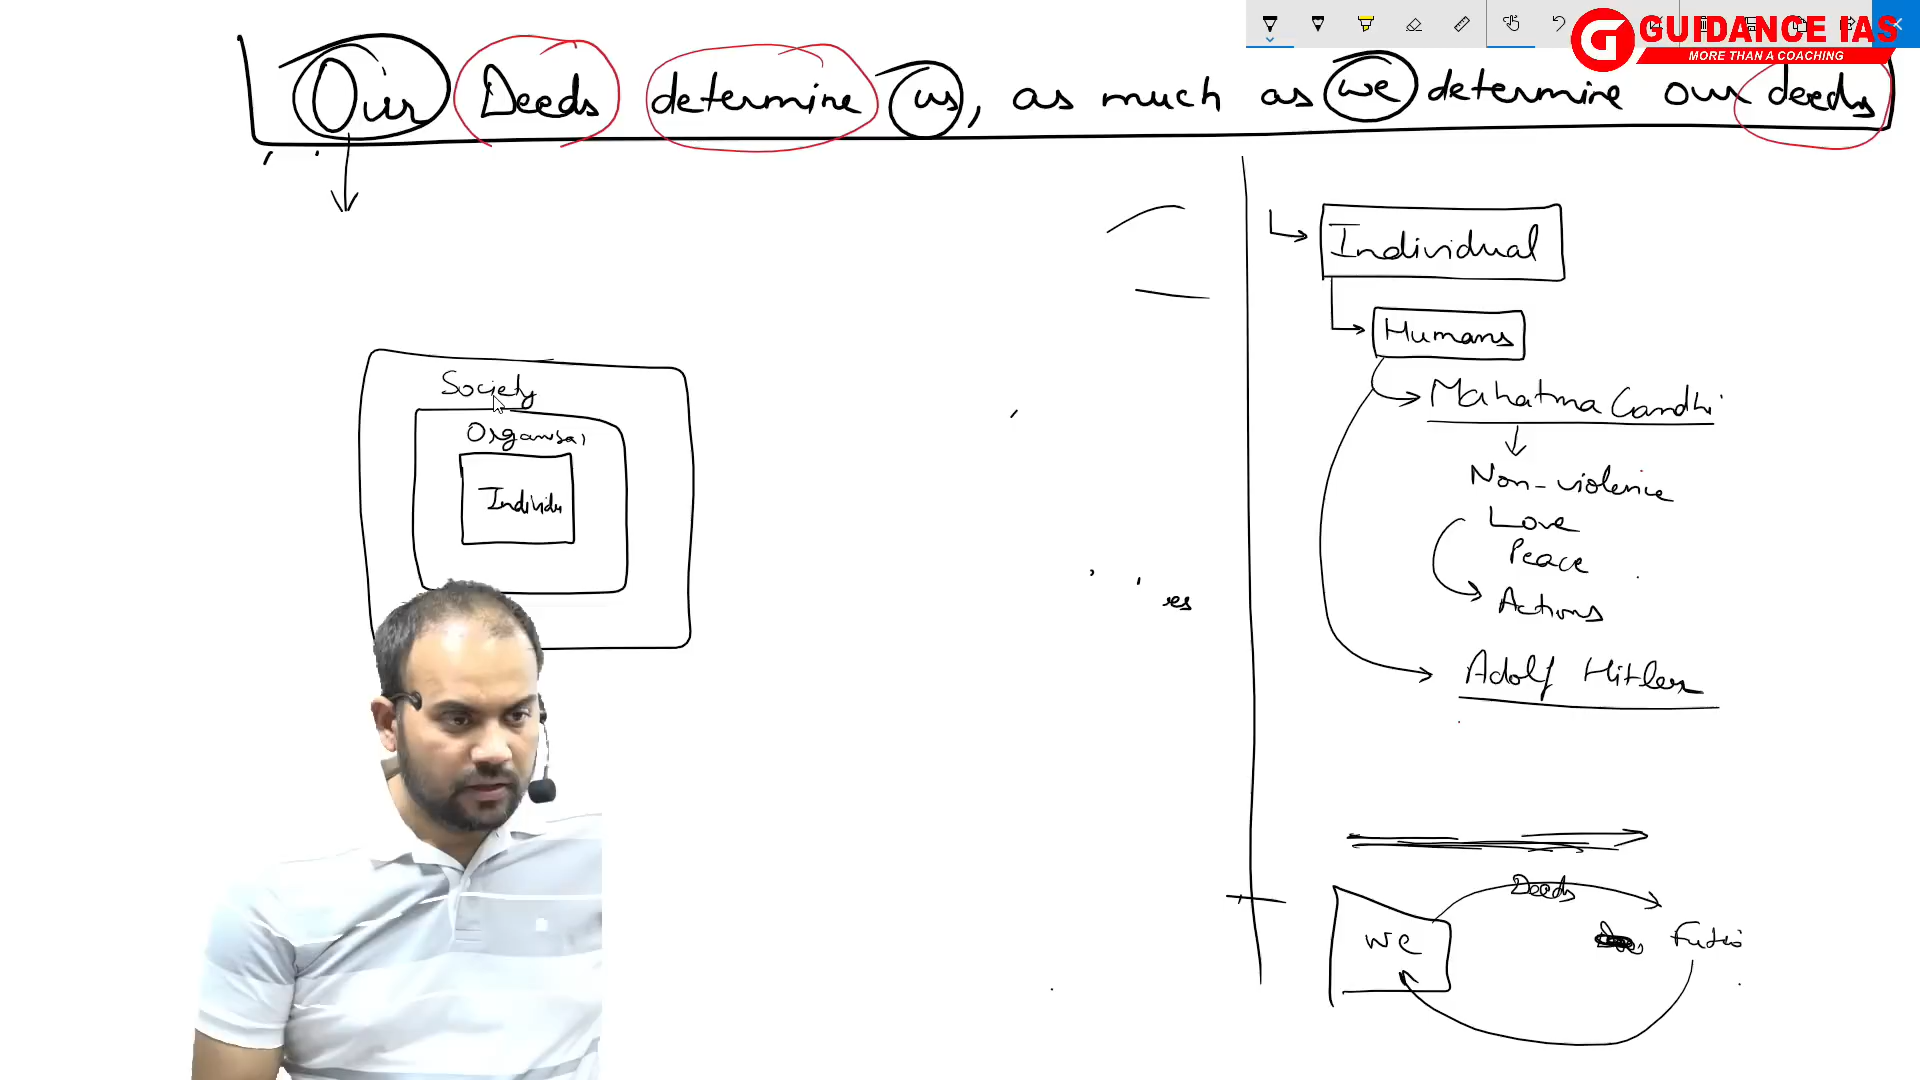 GUIDANCE IAS
MORE THAN A COACHING
Our Deeds determine us, as much as we determine our deeds
Individual
Humans
Society
Mahatma Gandhi
Organisa
Non-violence
Individu
Love
Peace
Actions
es
Adolf Hitler
Deeds
we